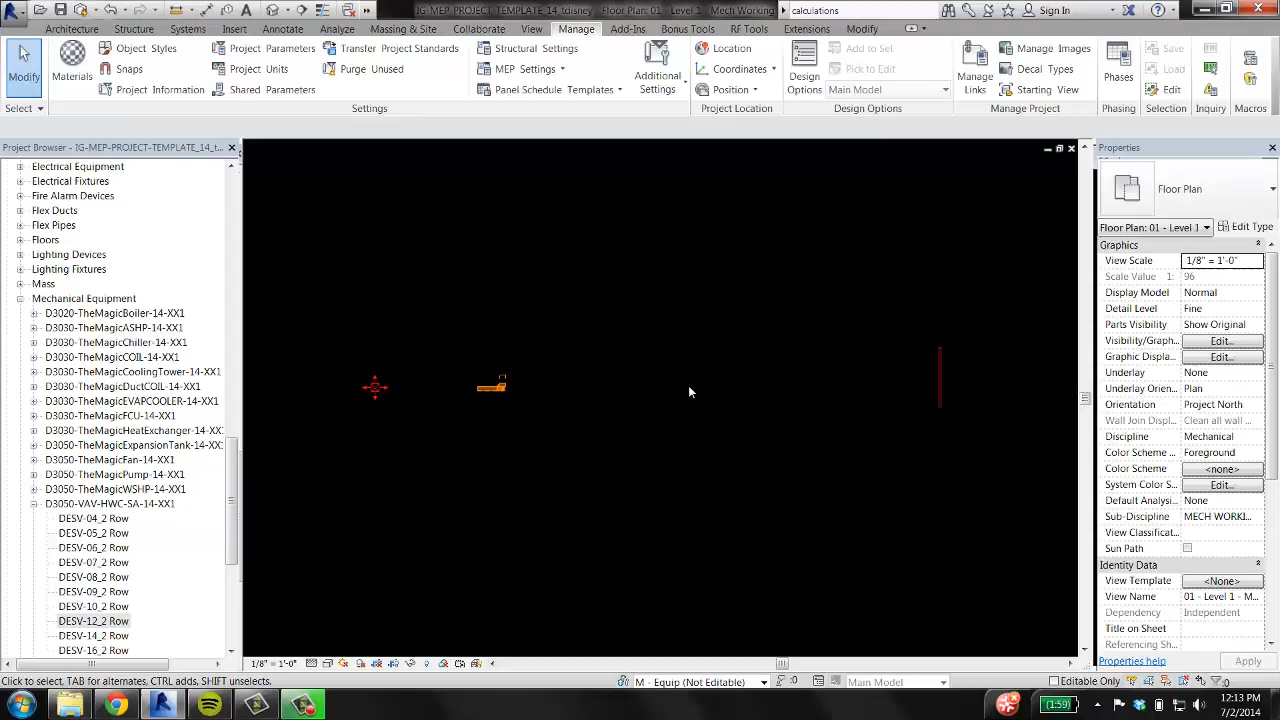 IG-MEP-PROJECT-TEMPLATE_14_tdisney - Floor Plan: 01 - Level 1 - Mech Working
calculations
Sign In
Architecture Structure Systems Insert Annotate Analyze Massing & Site Collaborate View Manage Add-Ins Bonus Tools RF Tools Extensions Modify
Modify
Materials
Object Styles
Snaps
Project Information
Project Parameters
Project Units
Shared Parameters
Transfer Project Standards
Purge Unused
Structural Settings
MEP Settings
Panel Schedule Templates
Additional
Settings
Location
Coordinates
Position
Design
Options
Add to Set
Pick to Edit
Main Model
Manage
Links
Manage Images
Decal Types
Starting View
Phases
Save
Load
Edit
Select
Settings
Project Location
Design Options
Manage Project
Phasing
Selection
Inquiry
Macros
Project Browser - IG-MEP-PROJECT-TEMPLATE_14_t...
Electrical Equipment
Electrical Fixtures
Fire Alarm Devices
Flex Ducts
Flex Pipes
Floors
Lighting Devices
Lighting Fixtures
Mass
Mechanical Equipment
D3020-TheMagicBoiler-14-XX1
D3030-TheMagicASHP-14-XX1
D3030-TheMagicChiller-14-XX1
D3030-TheMagicCOIL-14-XX1
D3030-TheMagicCoolingTower-14-XX1
D3030-TheMagicDuctCOIL-14-XX1
D3030-TheMagicEVAPCOOLER-14-XX1
D3030-TheMagicFCU-14-XX1
D3030-TheMagicHeatExchanger-14-XX1
D3050-TheMagicExpansionTank-14-XX1
D3050-TheMagicFan-14-XX1
D3050-TheMagicPump-14-XX1
D3050-TheMagicWSHP-14-XX1
D3050-VAV-HWC-SA-14-XX1
DESV-04_2 Row
DESV-05_2 Row
DESV-06_2 Row
DESV-07_2 Row
DESV-08_2 Row
DESV-09_2 Row
DESV-10_2 Row
DESV-12_2 Row
DESV-14_2 Row
DESV-16_2 Row
Properties
Floor Plan
Floor Plan: 01 - Level 1 Edit Type
Graphics
View Scale 1/8" = 1'-0"
Scale Value 1: 96
Display Model Normal
Detail Level Fine
Parts Visibility Show Original
Visibility/Graph... Edit...
Graphic Displa... Edit...
Underlay None
Underlay Orien... Plan
Orientation Project North
Wall Join Displ... Clean all wall ...
Discipline Mechanical
Color Scheme ... Foreground
Color Scheme <none>
System Color S... Edit...
Default Analysi... None
Sub-Discipline MECH WORKI...
View Classificat...
Sun Path
Identity Data
View Template <None>
View Name 01 - Level 1 - M...
Dependency Independent
Title on Sheet
Referencing Sh...
Properties help Apply
1/8" = 1'-0"
Click to select, TAB for alternates, CTRL adds, SHIFT unselects.
M - Equip (Not Editable) :0 Main Model Editable Only :0
(1:59)
12:13 PM
7/2/2014